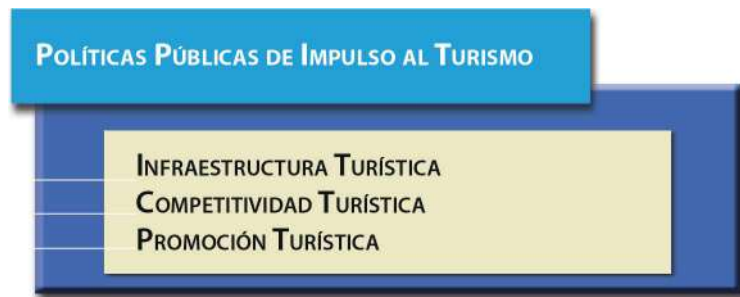 Políticas Públicas de Impulso al Turismo
Infraestructura Turística
Competitividad Turística
Promoción Turística